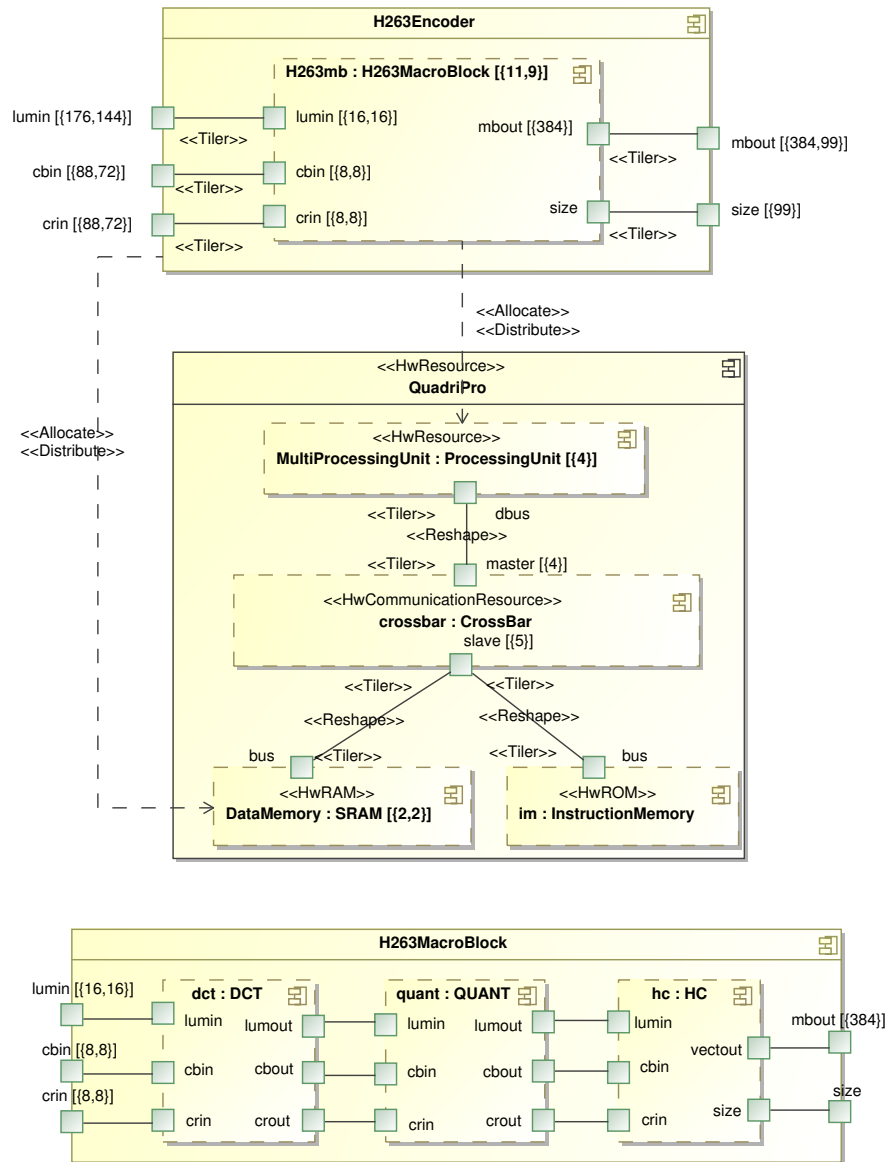 H263Encoder
H263mb : H263MacroBlock [{11,9}]
lumin [{176,144}]
lumin [{16,16}]
mbout [{384}]
mbout [{384,99}]
<<Tiler>>
<<Tiler>>
cbin [{88,72}]
cbin [{8,8}]
<<Tiler>>
crin [{88,72}]
crin [{8,8}]
size
size [{99}]
<<Tiler>>
<<Tiler>>
<<Allocate>>
<<Distribute>>
<<HwResource>>
QuadriPro
<<Allocate>>
<<Distribute>>
<<HwResource>>
MultiProcessingUnit : ProcessingUnit [{4}]
<<Tiler>>
dbus
<<Reshape>>
<<Tiler>>
master [{4}]
<<HwCommunicationResource>>
crossbar : CrossBar
slave [{5}]
<<Tiler>>
<<Tiler>>
<<Reshape>>
<<Reshape>>
bus
<<Tiler>>
<<Tiler>>
bus
<<HwRAM>>
DataMemory : SRAM [{2,2}]
<<HwROM>>
im : InstructionMemory
H263MacroBlock
lumin [{16,16}]
cbin [{8,8}]
crin [{8,8}]
dct : DCT
lumin
lumout
cbin
cbout
crin
crout
quant : QUANT
lumin
lumout
cbin
cbout
crin
crout
hc : HC
lumin
vectout
cbin
size
crin
mbout [{384}]
size